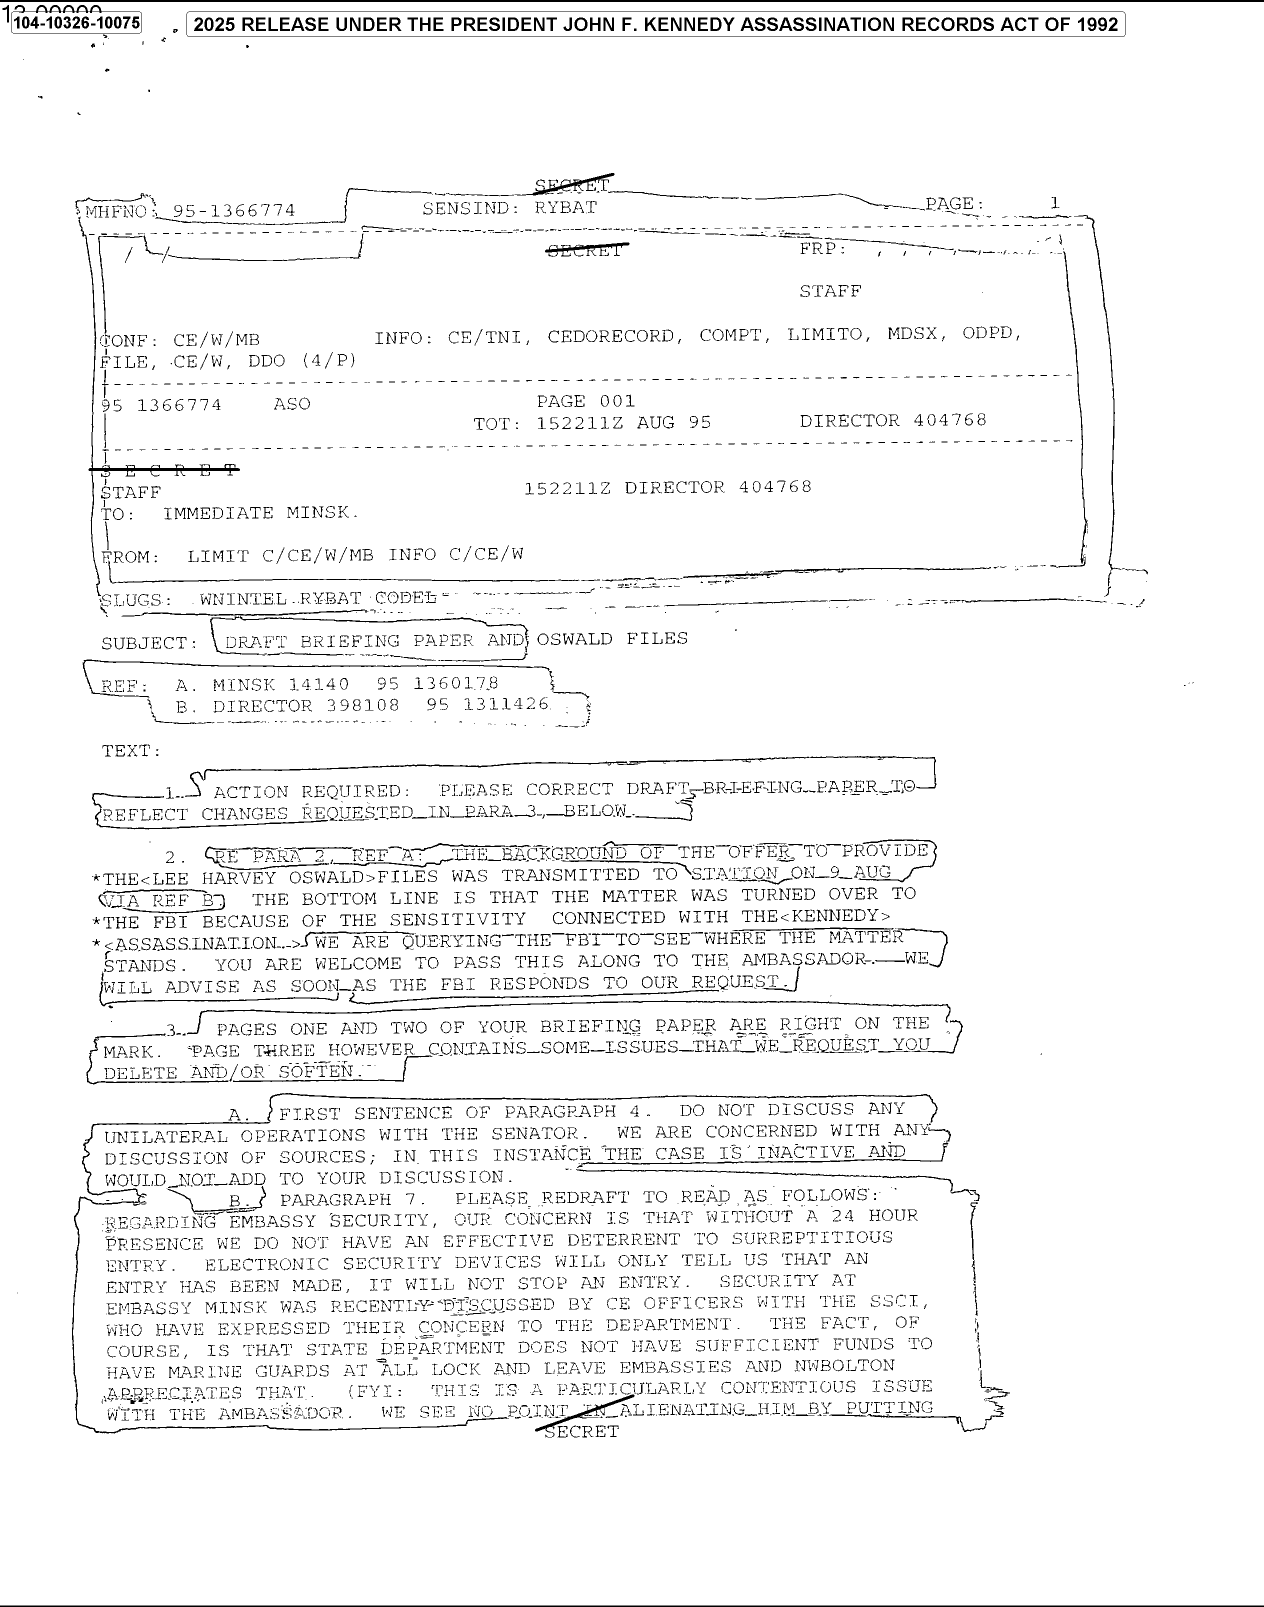 13-00000
104-10326-10075
2025 RELEASE UNDER THE PRESIDENT JOHN F. KENNEDY ASSASSINATION RECORDS ACT OF 1992
SECRET
MHFNO: 95-1366774 SENSIND: RYBAT PAGE: 1
/ / SECRET FRP: , , , , , ,
STAFF
CONF: CE/W/MB INFO: CE/TNI, CEDORECORD, COMPT, LIMITO, MDSX, ODPD,
FILE, CE/W, DDO (4/P)
95 1366774 ASO PAGE 001
TOT: 152211Z AUG 95 DIRECTOR 404768
S E C R E T
STAFF 152211Z DIRECTOR 404768
TO: IMMEDIATE MINSK.
FROM: LIMIT C/CE/W/MB INFO C/CE/W
SLUGS: WNINTEL RYBAT CODEL
SUBJECT: DRAFT BRIEFING PAPER AND OSWALD FILES
REF: A. MINSK 14140 95 1360178
B. DIRECTOR 398108 95 1311426
TEXT:
1. ACTION REQUIRED: PLEASE CORRECT DRAFT BRIEFING PAPER TO
REFLECT CHANGES REQUESTED IN PARA 3, BELOW.
2. RE PARA 2, REF A: THE BACKGROUND OF THE OFFER TO PROVIDE
*THE<LEE HARVEY OSWALD>FILES WAS TRANSMITTED TO STATION ON 9 AUG
(VIA REF B) THE BOTTOM LINE IS THAT THE MATTER WAS TURNED OVER TO
*THE FBI BECAUSE OF THE SENSITIVITY CONNECTED WITH THE<KENNEDY>
*<ASSASSINATION.> WE ARE QUERYING THE FBI TO SEE WHERE THE MATTER
STANDS. YOU ARE WELCOME TO PASS THIS ALONG TO THE AMBASSADOR. WE
WILL ADVISE AS SOON AS THE FBI RESPONDS TO OUR REQUEST.
3. PAGES ONE AND TWO OF YOUR BRIEFING PAPER ARE RIGHT ON THE
MARK. PAGE THREE HOWEVER CONTAINS SOME ISSUES THAT WE REQUEST YOU
DELETE AND/OR SOFTEN.
A. FIRST SENTENCE OF PARAGRAPH 4. DO NOT DISCUSS ANY
UNILATERAL OPERATIONS WITH THE SENATOR. WE ARE CONCERNED WITH ANY
DISCUSSION OF SOURCES; IN THIS INSTANCE THE CASE IS INACTIVE AND
WOULD NOT ADD TO YOUR DISCUSSION.
B. PARAGRAPH 7. PLEASE REDRAFT TO READ AS FOLLOWS:
REGARDING EMBASSY SECURITY, OUR CONCERN IS THAT WITHOUT A 24 HOUR
PRESENCE WE DO NOT HAVE AN EFFECTIVE DETERRENT TO SURREPTITIOUS
ENTRY. ELECTRONIC SECURITY DEVICES WILL ONLY TELL US THAT AN
ENTRY HAS BEEN MADE, IT WILL NOT STOP AN ENTRY. SECURITY AT
EMBASSY MINSK WAS RECENTLY DISCUSSED BY CE OFFICERS WITH THE SSCI,
WHO HAVE EXPRESSED THEIR CONCERN TO THE DEPARTMENT. THE FACT, OF
COURSE, IS THAT STATE DEPARTMENT DOES NOT HAVE SUFFICIENT FUNDS TO
HAVE MARINE GUARDS AT ALL LOCK AND LEAVE EMBASSIES AND NWBOLTON
APPRECIATES THAT. (FYI: THIS IS A PARTICULARLY CONTENTIOUS ISSUE
WITH THE AMBASSADOR. WE SEE NO POINT IN ALIENATING HIM BY PUTTING
SECRET